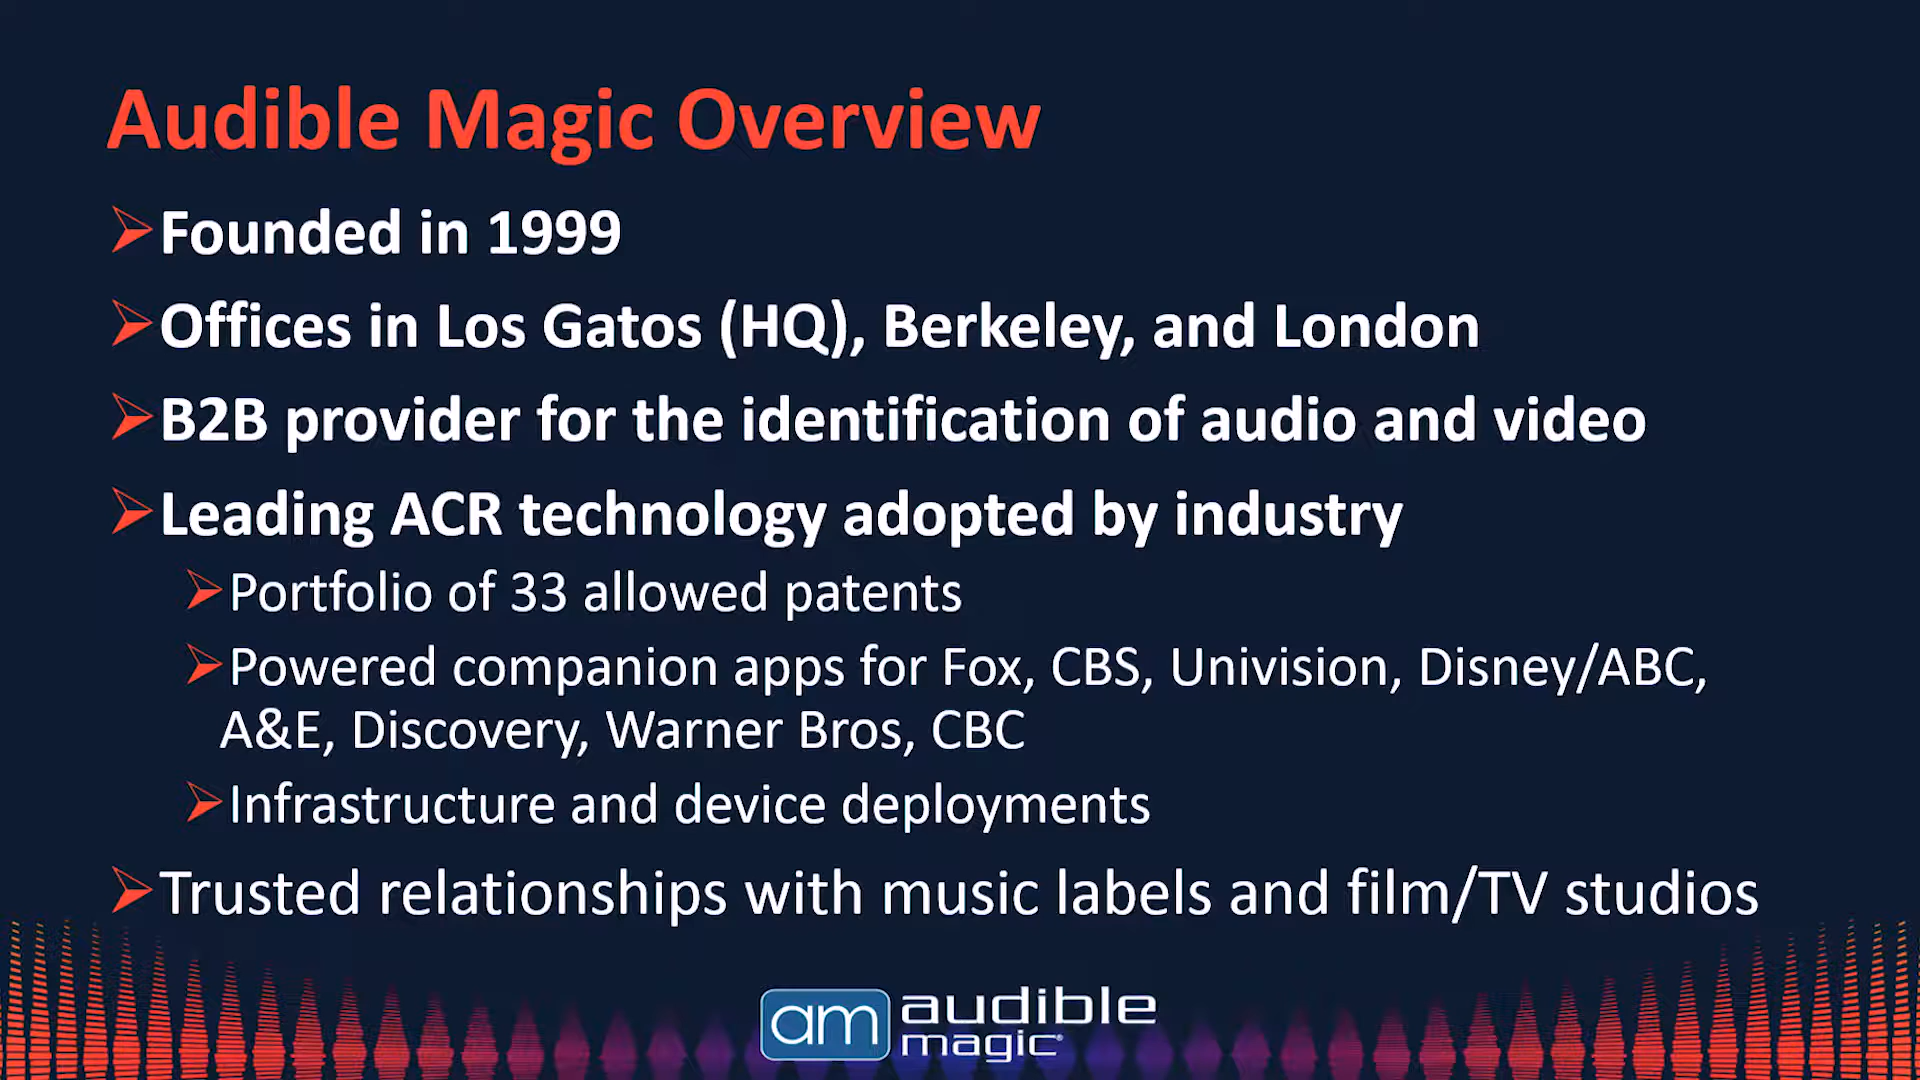 Audible Magic Overview
Founded in 1999
Offices in Los Gatos (HQ), Berkeley, and London
B2B provider for the identification of audio and video
Leading ACR technology adopted by industry
Portfolio of 33 allowed patents
Powered companion apps for Fox, CBS, Univision, Disney/ABC,
A&E, Discovery, Warner Bros, CBC
Infrastructure and device deployments
Trusted relationships with music labels and film/TV studios
am audible
magic®